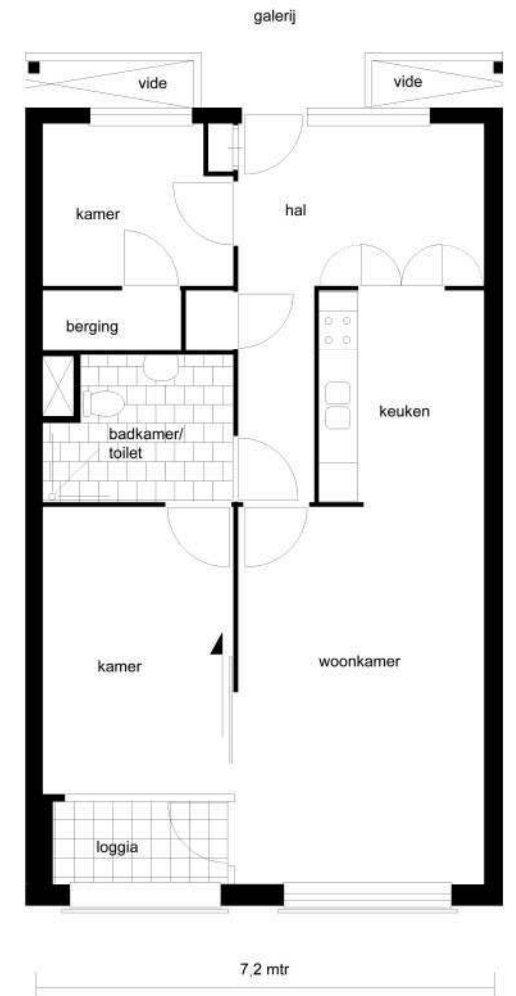 galerij
vide
vide
kamer
hal
berging
keuken
badkamer/
toilet
kamer
woonkamer
loggia
7,2 mtr